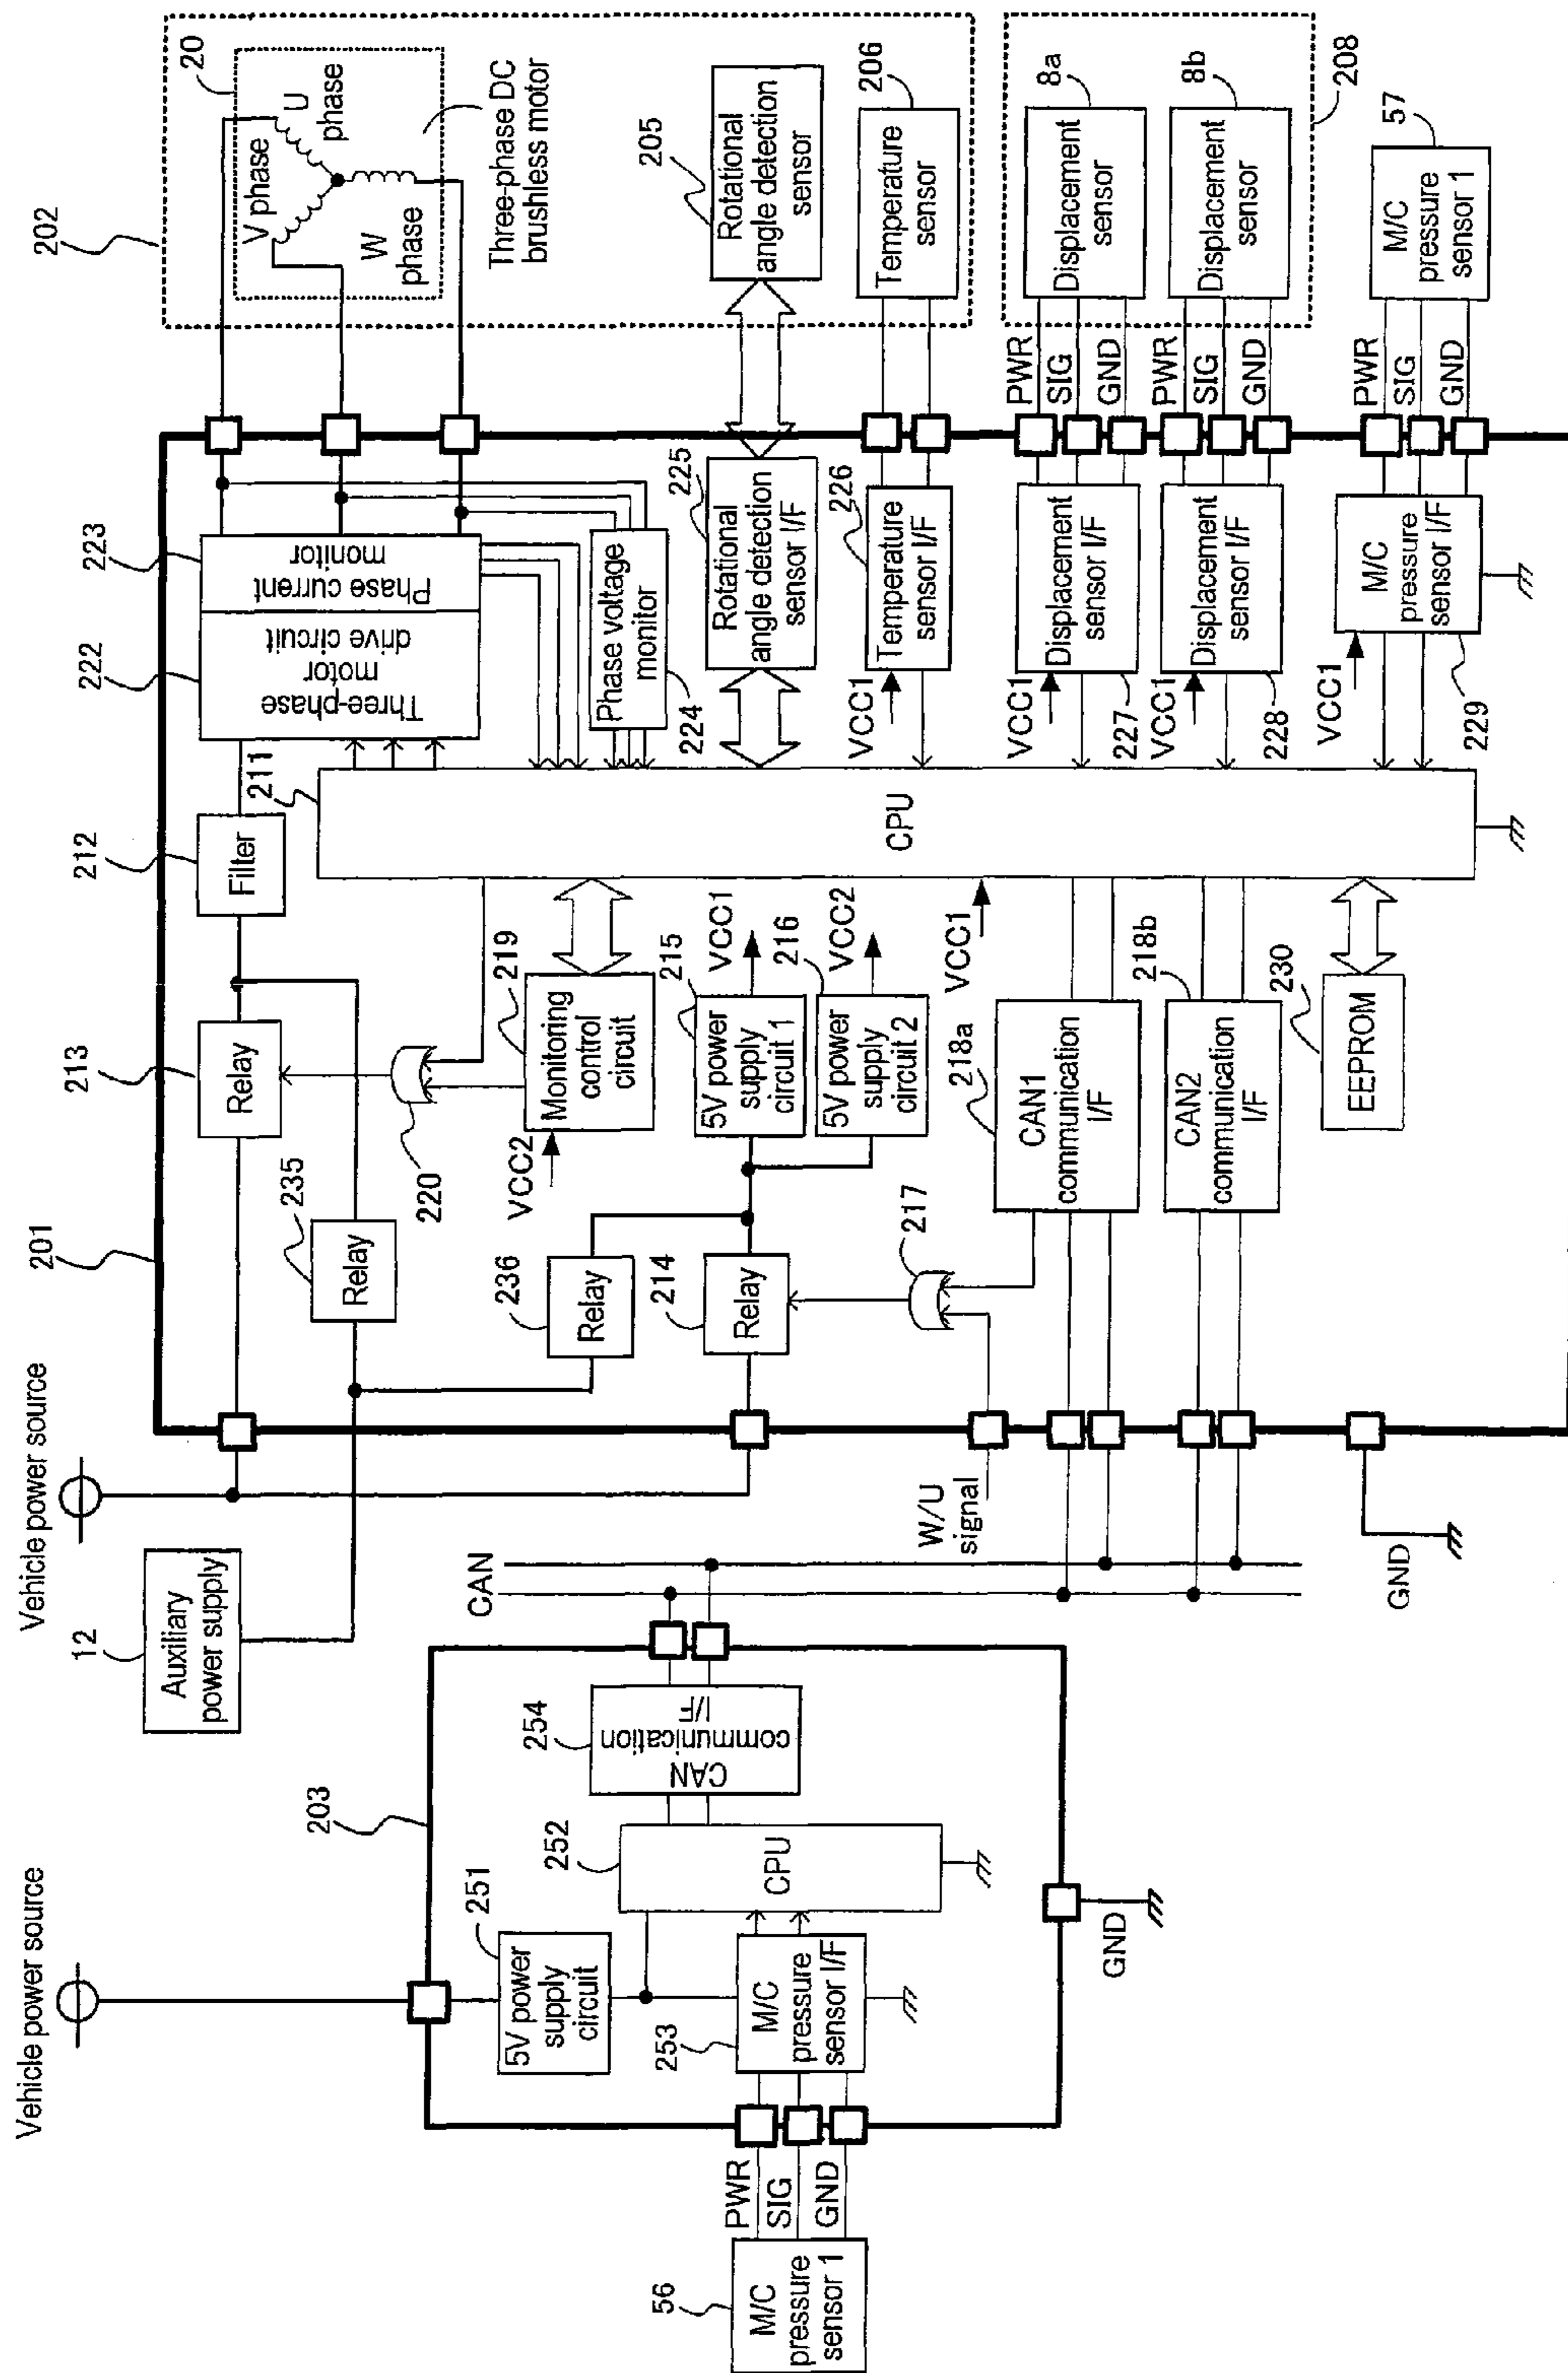 Vehicle power source
Vehicle power source
12
Auxiliary
power supply
201
202
20
V phase
U
phase
W
phase
Three-phase DC
brushless motor
213
Relay
212
Filter
222
Three-phase
motor
drive circuit
223
Phase current
monitor
235
Relay
211
CPU
220
219
Monitoring
control
circuit
VCC2
Phase voltage
monitor
224
236
Relay
214
Relay
215
5V power
supply
circuit 1
VCC1
216
5V power
supply
circuit 2
VCC2
225
Rotational
angle detection
sensor I/F
205
Rotational
angle detection
sensor
226
Temperature
sensor I/F
VCC1
206
Temperature
sensor
217
W/U
signal
VCC1
218a
CAN1
communication
I/F
218b
CAN2
communication
I/F
230
EEPROM
VCC1
Displacement
sensor I/F
227
PWR
SIG
GND
8a
Displacement
sensor
VCC1
Displacement
sensor I/F
228
PWR
SIG
GND
8b
Displacement
sensor
208
VCC1
M/C
pressure
sensor I/F
229
PWR
SIG
GND
57
M/C
pressure
sensor 1
CAN
GND
203
251
5V power
supply
circuit
252
CPU
254
CAN
communication
I/F
253
M/C
pressure
sensor I/F
GND
PWR
SIG
GND
56
M/C
pressure
sensor 1